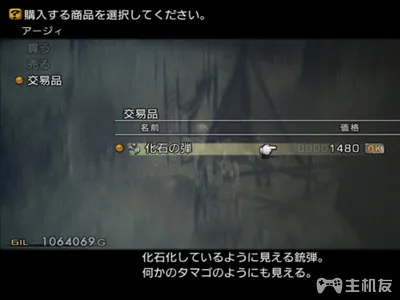 購入する商品を選択してください。
アージィ
買う
売る
交易品
交易品
名前 価格
化石の弾 00001480 OK
GIL 1064069G
化石化しているように見える銃弾。
何かのタマゴのようにも見える。
主机友